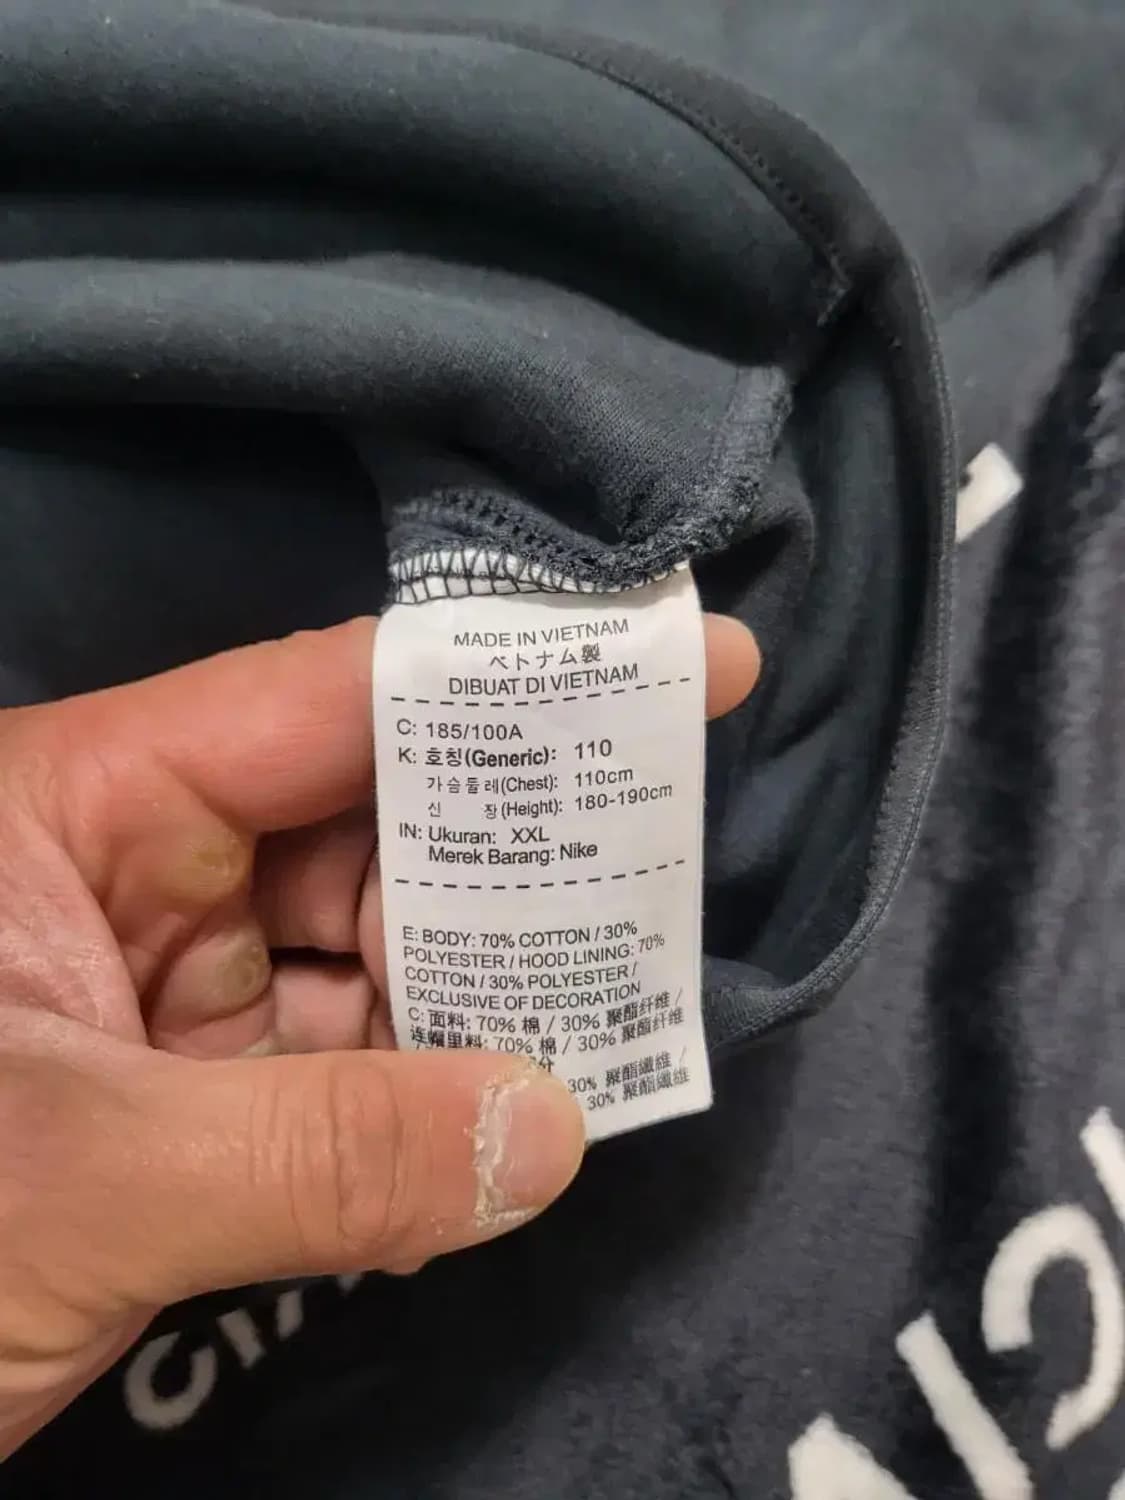 MADE IN VIETNAM
ベトナム製
DIBUAT DI VIETNAM
C: 185/100A
K: 호칭(Generic): 110
가슴둘레(Chest): 110cm
신 장(Height): 180-190cm
IN: Ukuran: XXL
Merek Barang: Nike
E: BODY: 70% COTTON / 30%
POLYESTER / HOOD LINING: 70%
COTTON / 30% POLYESTER /
EXCLUSIVE OF DECORATION
C: 面料: 70% 棉 / 30% 聚酯纤维 /
连帽里料: 70% 棉 / 30% 聚酯纤维
分
30% 聚酯纖維 /
30% 聚酯纖維